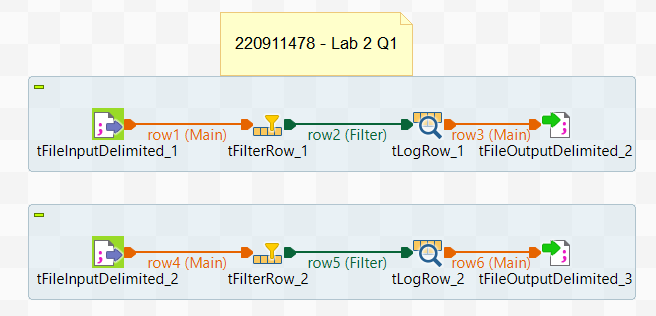 220911478 - Lab 2 Q1
row1 (Main)
row2 (Filter)
row3 (Main)
tFileInputDelimited_1
tFilterRow_1
tLogRow_1
tFileOutputDelimited_2
row4 (Main)
row5 (Filter)
row6 (Main)
tFileInputDelimited_2
tFilterRow_2
tLogRow_2
tFileOutputDelimited_3